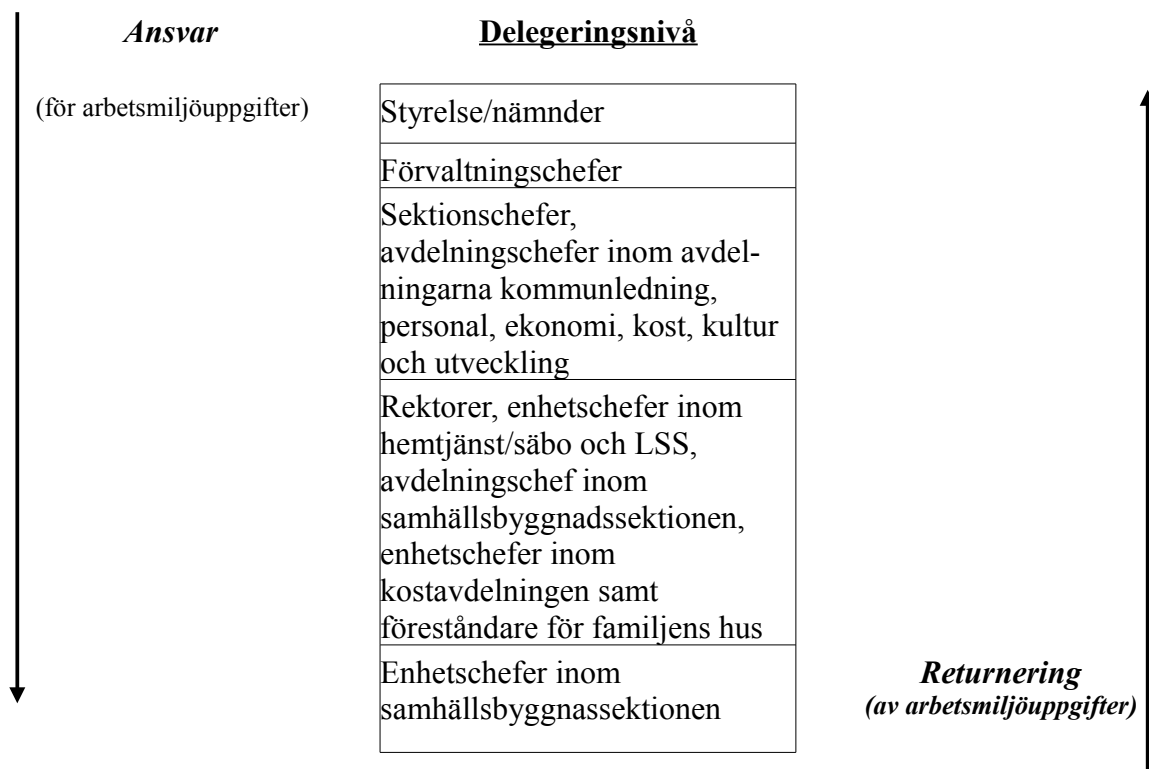 Ansvar
Delegeringsnivå
(för arbetsmiljöuppgifter)
Styrelse/nämnder
Förvaltningschefer
Sektionschefer,
avdelningschefer inom avdel-
ningarna kommunledning,
personal, ekonomi, kost, kultur
och utveckling
Rektorer, enhetschefer inom
hemtjänst/säbo och LSS,
avdelningschef inom
samhällsbyggnadssektionen,
enhetschefer inom
kostavdelningen samt
föreståndare för familjens hus
Enhetschefer inom
samhällsbyggnassektionen
Returnering
(av arbetsmiljöuppgifter)